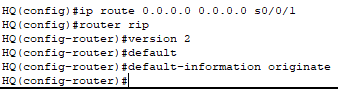 HQ(config)#ip route 0.0.0.0 0.0.0.0 s0/0/1
HQ(config)#router rip
HQ(config-router)#version 2
HQ(config-router)#default
HQ(config-router)#default-information originate
HQ(config-router)#